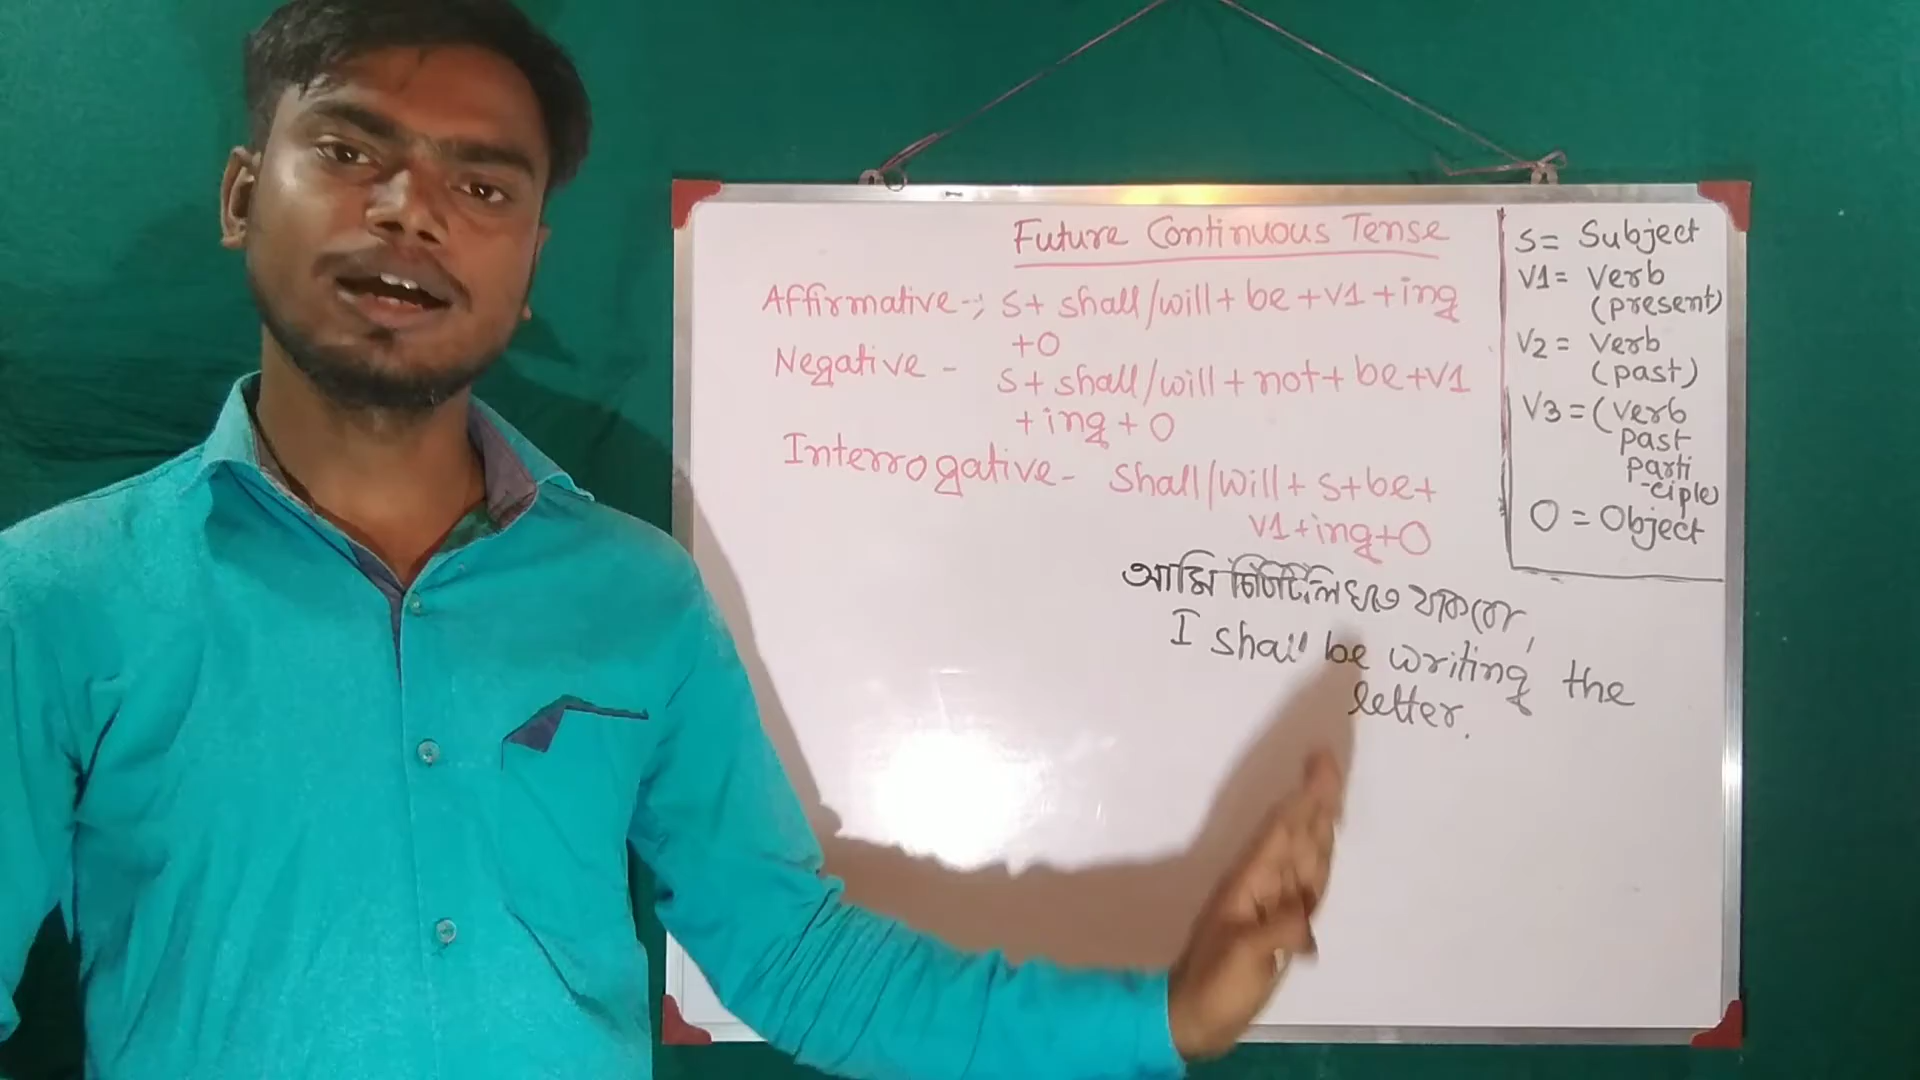 Future Continuous Tense
Affirmative-; S+ shall/will+ be +V1 +ing
+O
Negative - S+ shall/will + not+ be+V1
+ ing + O
Interrogative- Shall/will+ S+be+
V1+ing+O
আমি চিঠিটি লিখতে থাকবো,
I shall be writing the
letter.
S= Subject
V1= Verb
(present)
V2= Verb
(past)
V3=(Verb
past
parti
-ciple)
O = Object